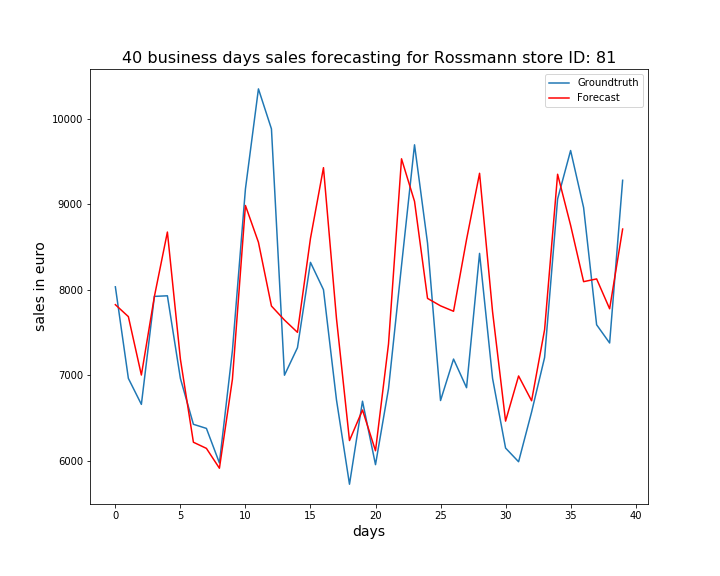 40 business days sales forecasting for Rossmann store ID: 81
Groundtruth
Forecast
sales in euro
10000
9000
8000
7000
6000
0 5 10 15 20 25 30 35 40
days